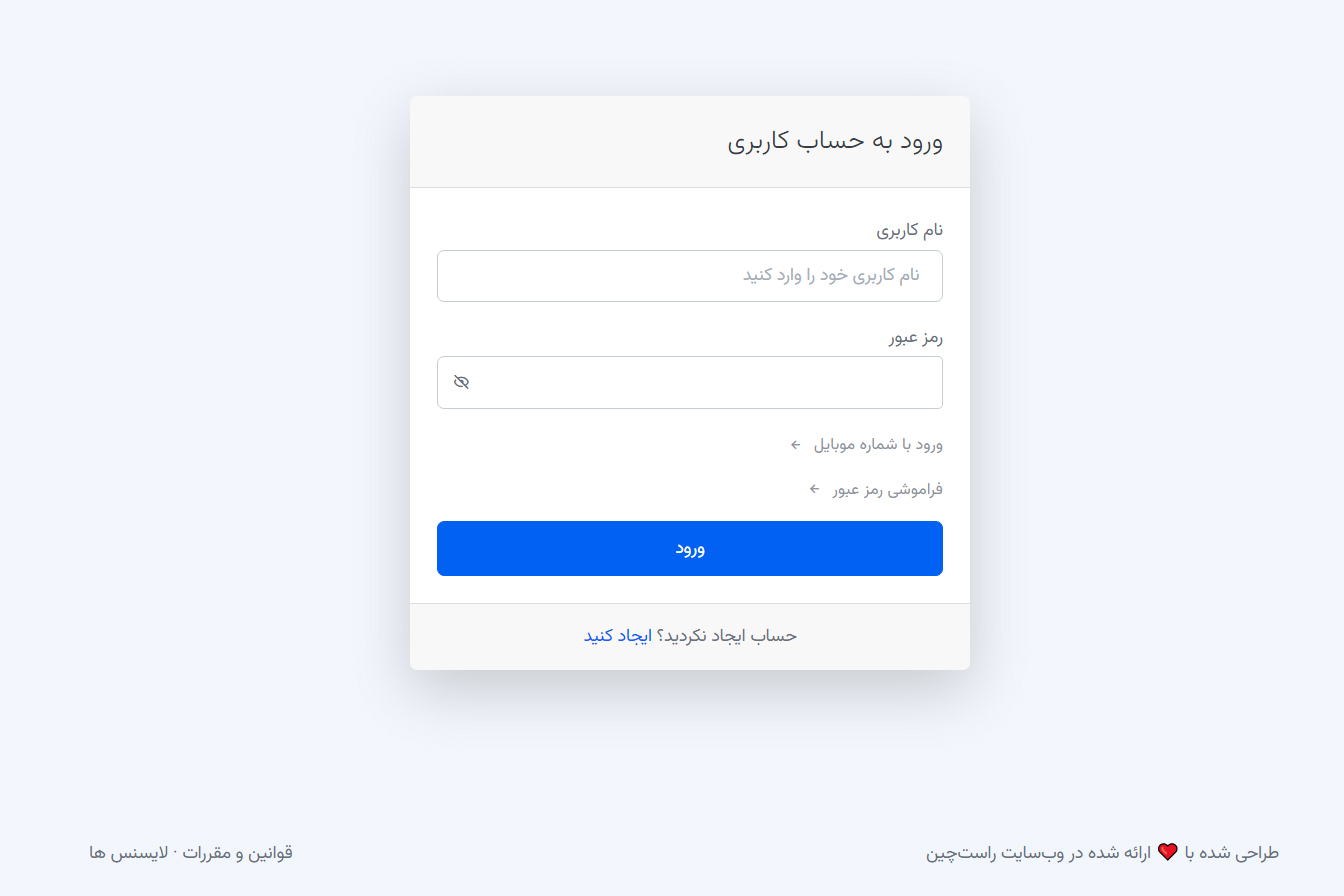 ورود به حساب کاربری
نام کاربری
نام کاربری خود را وارد کنید
رمز عبور
ورود با شماره موبایل ←
فراموشی رمز عبور ←
ورود
حساب ایجاد نکردید؟ ایجاد کنید
طراحی شده با ❤️ ارائه شده در وب‌سایت راست‌چین
قوانین و مقررات · لایسنس ها